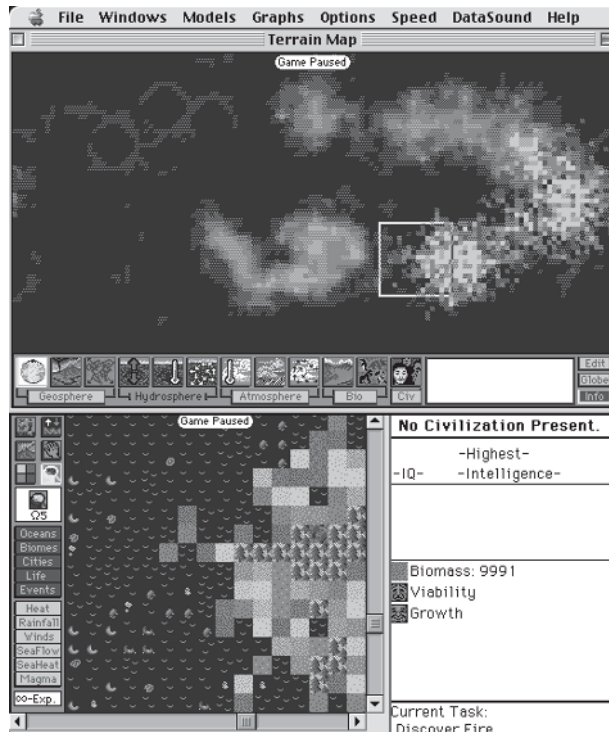 File Windows Models Graphs Options Speed DataSound Help
Terrain Map
Game Paused
Geosphere Hydrosphere Atmosphere Bio Civ
Edit
Globe
Info
Game Paused
Ω5
Oceans
Biomes
Cities
Life
Events
Heat
Rainfall
Winds
SeaFlow
SeaHeat
Magma
∞-Exp.
No Civilization Present.
-Highest-
-IQ- -Intelligence-
Biomass: 9991
Viability
Growth
Current Task:
Discover Fire